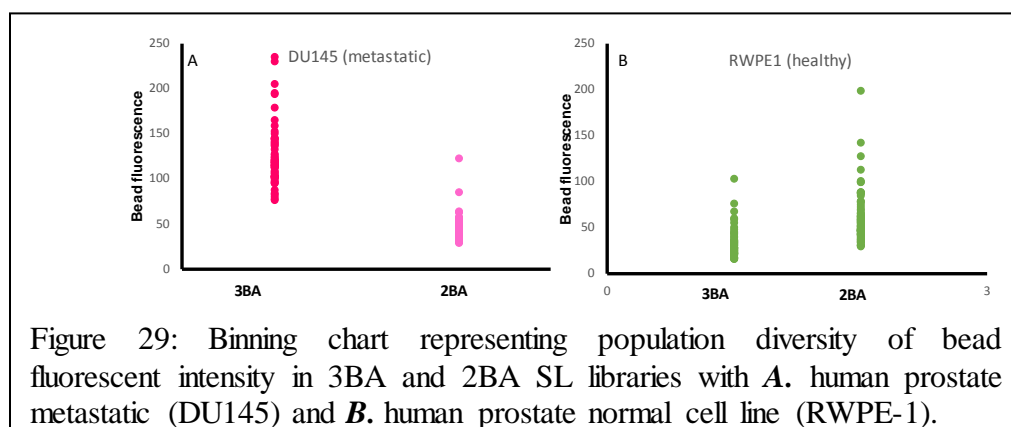 A
DU145 (metastatic)
Bead fluorescence
250
200
150
100
50
0
3BA
2BA
B
RWPE1 (healthy)
Bead fluorescence
250
200
150
100
50
0
0
3BA
2BA
3
Figure 29: Binning chart representing population diversity of bead
fluorescent intensity in 3BA and 2BA SL libraries with A. human prostate
metastatic (DU145) and B. human prostate normal cell line (RWPE-1).